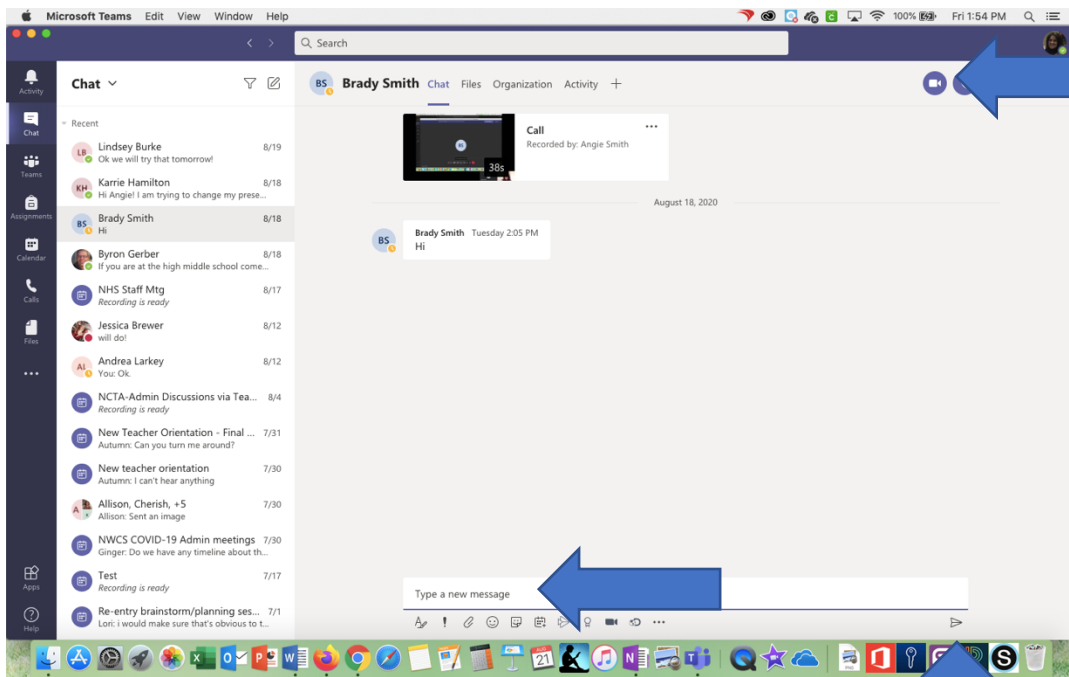 Microsoft Teams Edit View Window Help 100% Fri 1:54 PM
Search
Activity
Chat
Teams
Assignments
Calendar
Calls
Files
Apps
Help
Chat
Recent
LB Lindsey Burke 8/19
Ok we will try that tomorrow!
KH Karrie Hamilton 8/18
Hi Angie! I am trying to change my prese...
BS Brady Smith 8/18
Hi
Byron Gerber 8/18
If you are at the high middle school come...
NHS Staff Mtg 8/17
Recording is ready
Jessica Brewer 8/12
will do!
AL Andrea Larkey 8/12
You: Ok.
NCTA-Admin Discussions via Tea... 8/4
Recording is ready
New Teacher Orientation - Final ... 7/31
Autumn: Can you turn me around?
New teacher orientation 7/30
Autumn: I can't hear anything
A Allison, Cherish, +5 7/30
Allison: Sent an image
NWCS COVID-19 Admin meetings 7/30
Ginger: Do we have any timeline about th...
Test 7/17
Recording is ready
Re-entry brainstorm/planning ses... 7/1
Lori: i would make sure that's obvious to t...
BS Brady Smith Chat Files Organization Activity
Call
Recorded by: Angie Smith
38s
August 18, 2020
BS Brady Smith Tuesday 2:05 PM
Hi
Type a new message